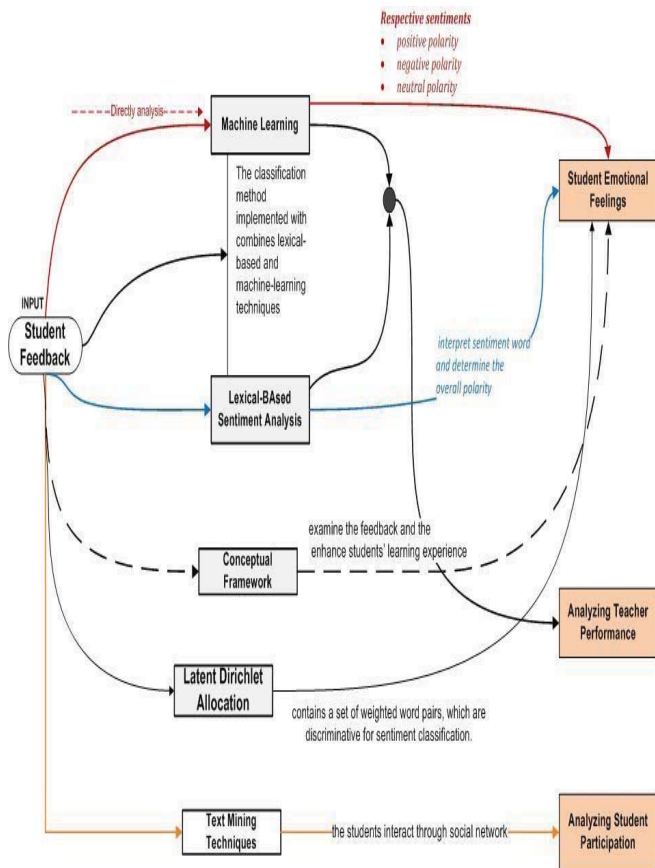 Respective sentiments
• positive polarity
• negative polarity
• neutral polarity
Directly analysis
Machine Learning
The classification
method
implemented with
combines lexical-
based and
machine-learning
techniques
Student Emotional
Feelings
INPUT
Student
Feedback
interpret sentiment word
and determine the
overall polarity
Lexical-BAsed
Sentiment Analysis
examine the feedback and the
enhance students' learning experience
Conceptual
Framework
Analyzing Teacher
Performance
Latent Dirichlet
Allocation
contains a set of weighted word pairs, which are
discriminative for sentiment classification.
Text Mining
Techniques
the students interact through social network
Analyzing Student
Participation